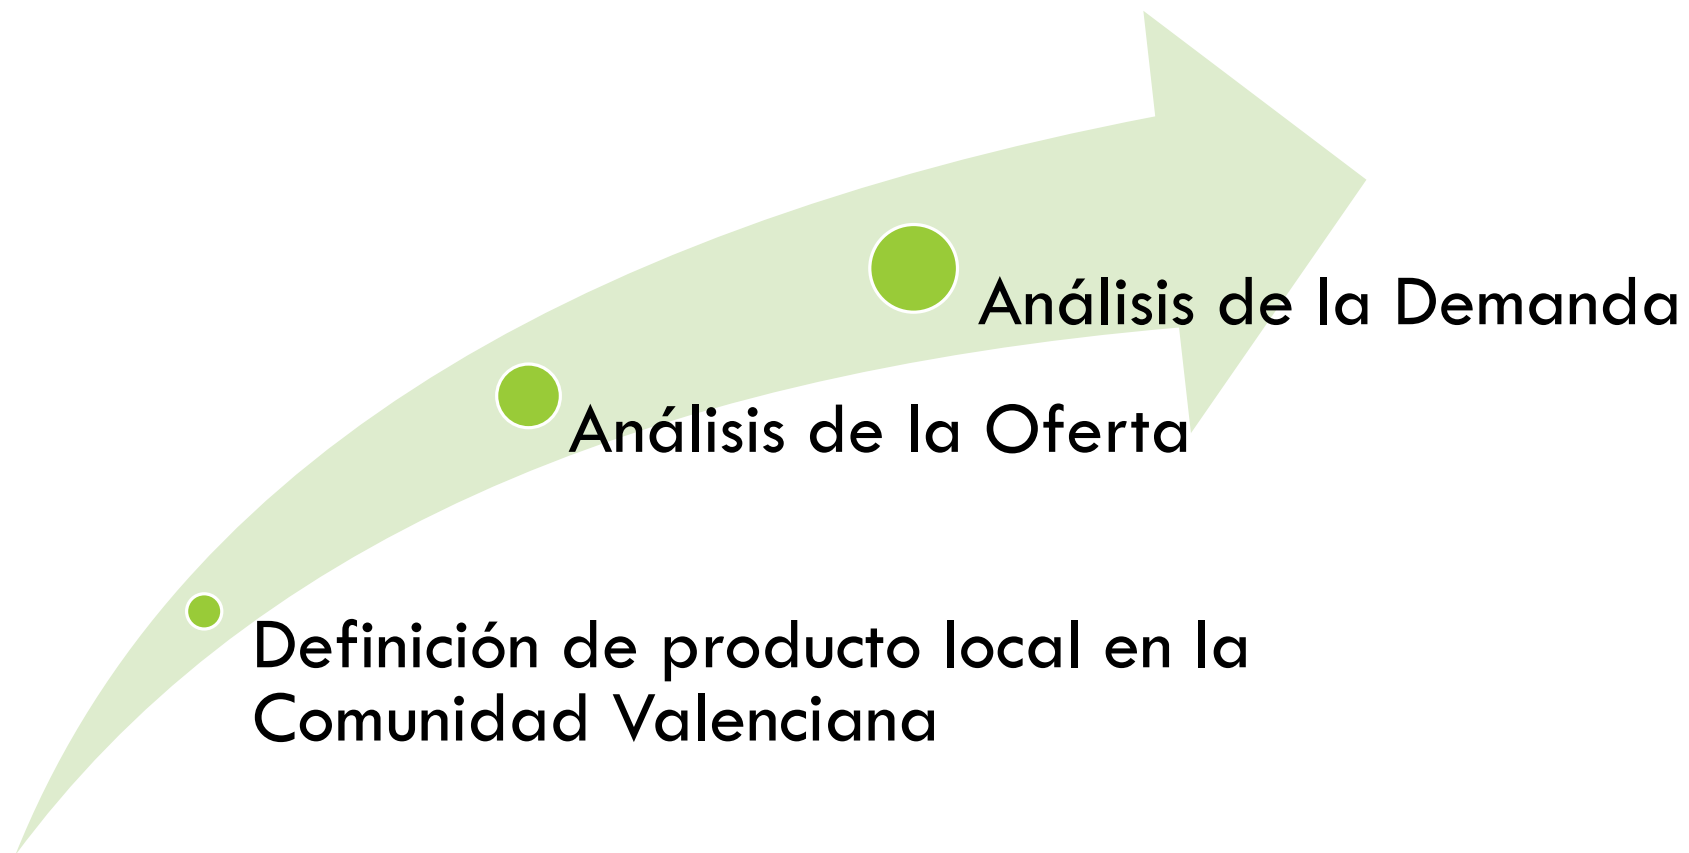 Análisis de la Demanda
Análisis de la Oferta
Definición de producto local en la
Comunidad Valenciana